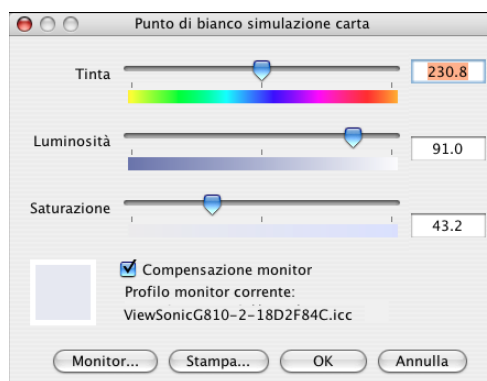 Punto di bianco simulazione carta
Tinta 230.8
Luminosità 91.0
Saturazione 43.2
Compensazione monitor
Profilo monitor corrente:
ViewSonicG810-2-18D2F84C.icc
Monitor... Stampa... OK Annulla